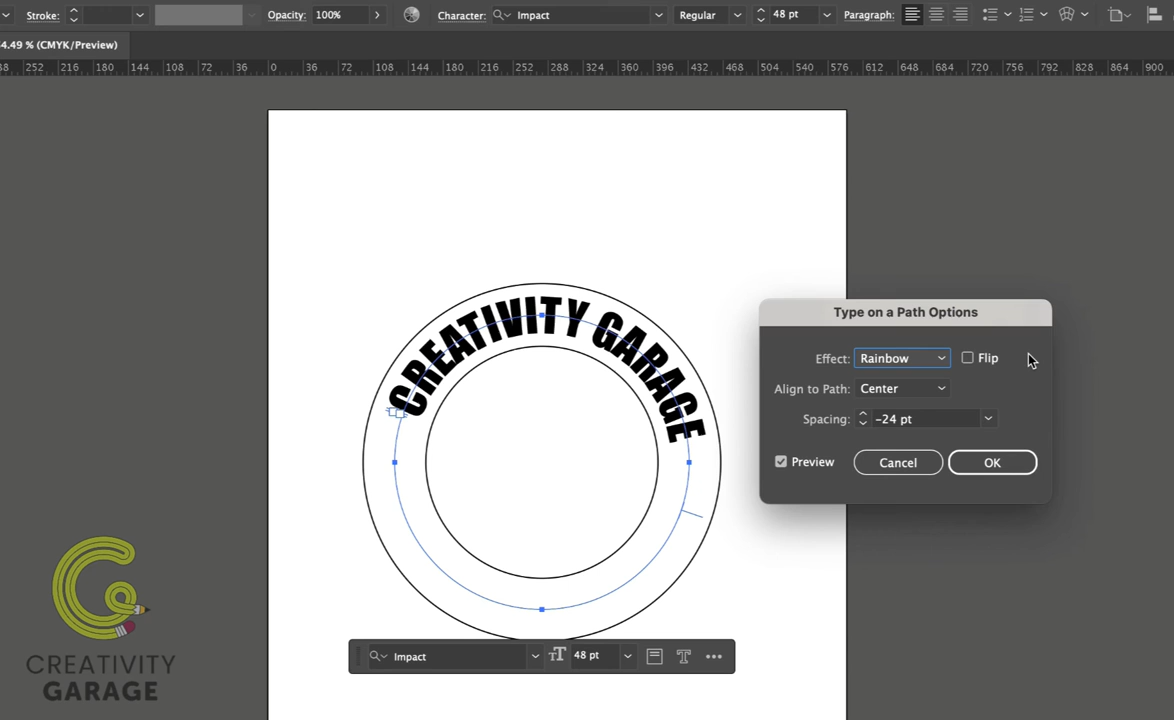 Stroke: Opacity: 100% Character: Impact Regular 48 pt Paragraph:
4.49 % (CMYK/Preview)
88 252 216 180 144 108 72 36 0 36 72 108 144 180 216 252 288 324 360 396 432 468 504 540 576 612 648 684 720 756 792 828 864 900
CREATIVITY GARAGE
Type on a Path Options
Effect: Rainbow Flip
Align to Path: Center
Spacing: -24 pt
Preview Cancel OK
Impact 48 pt
CREATIVITY
GARAGE